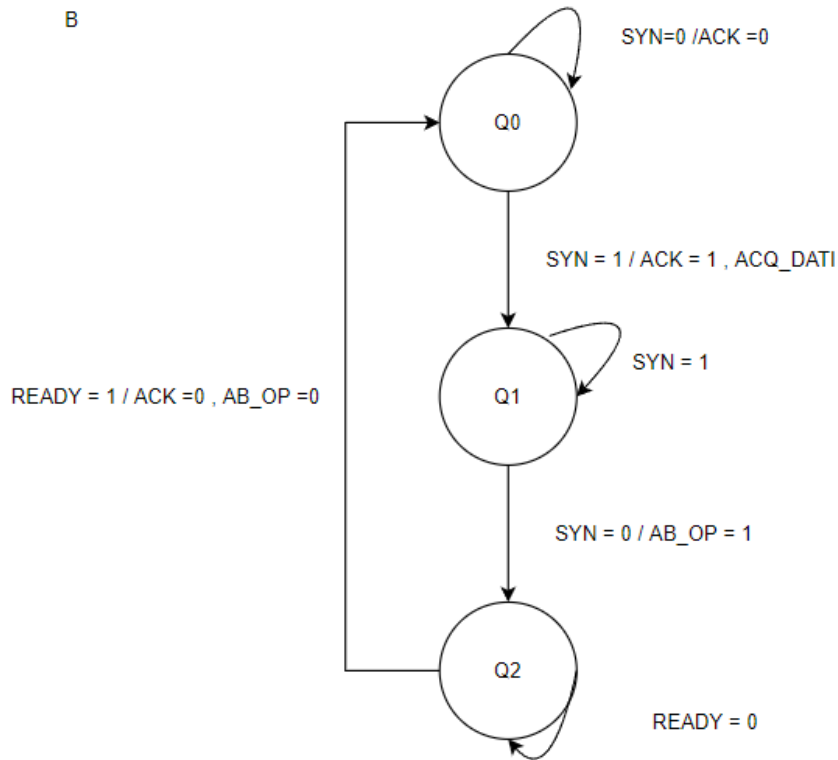 B
SYN=0 /ACK =0
Q0
SYN = 1 / ACK = 1 , ACQ_DATI
SYN = 1
READY = 1 / ACK =0 , AB_OP =0
Q1
SYN = 0 / AB_OP = 1
Q2
READY = 0